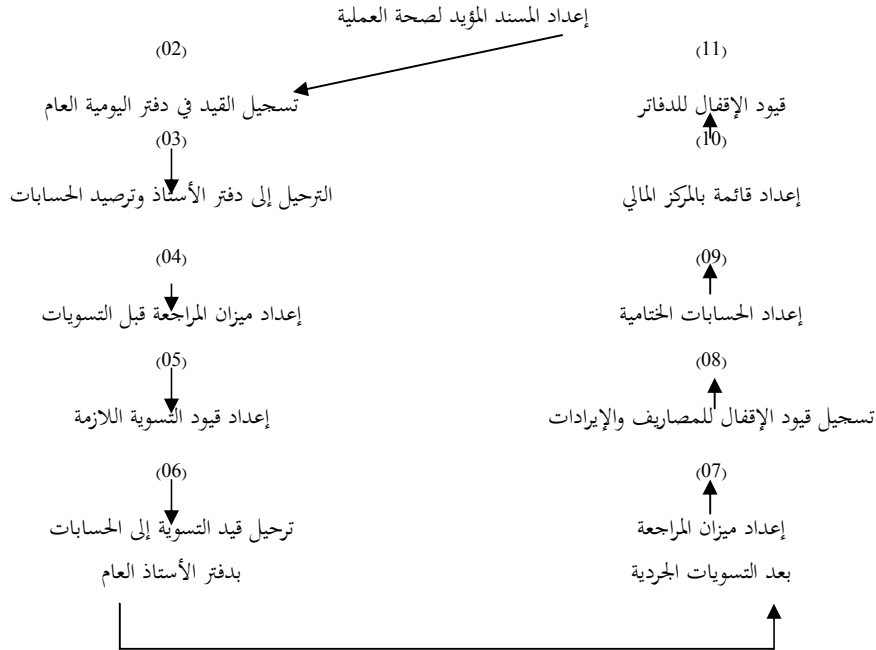 إعداد المسند المؤيد لصحة العملية
(02)
تسجيل القيد في دفتر اليومية العام
(03)
الترحيل إلى دفتر الأستاذ وترصيد الحسابات
(04)
إعداد ميزان المراجعة قبل التسويات
(05)
إعداد قيود التسوية اللازمة
(06)
ترحيل قيد التسوية إلى الحسابات
بدفتر الأستاذ العام
(11)
قيود الإقفال للدفاتر
(10)
إعداد قائمة بالمركز المالي
(09)
إعداد الحسابات الختامية
(08)
تسجيل قيود الإقفال للمصاريف والإيرادات
(07)
إعداد ميزان المراجعة
بعد التسويات الجردية